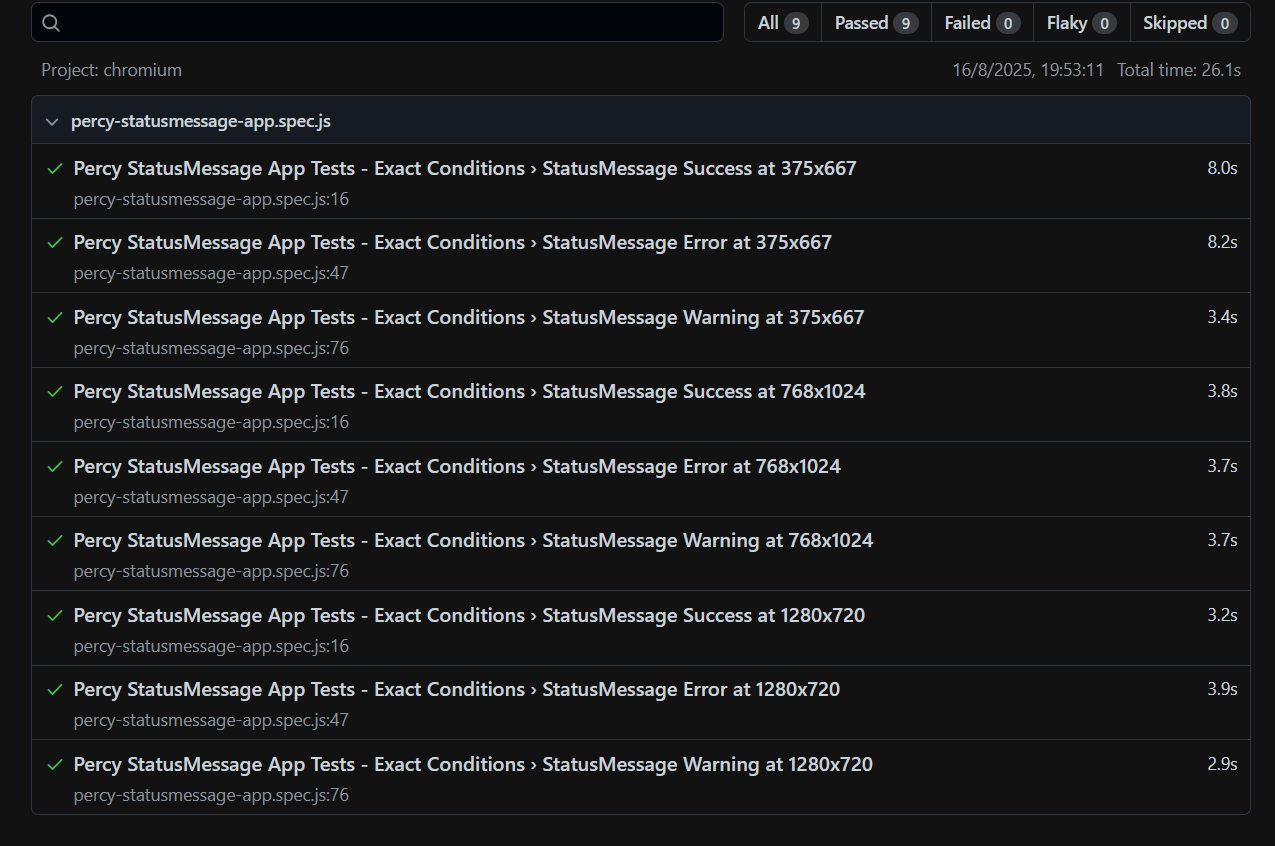 All 9 Passed 9 Failed 0 Flaky 0 Skipped 0
Project: chromium 16/8/2025, 19:53:11 Total time: 26.1s
percy-statusmessage-app.spec.js
Percy StatusMessage App Tests - Exact Conditions › StatusMessage Success at 375x667 8.0s
percy-statusmessage-app.spec.js:16
Percy StatusMessage App Tests - Exact Conditions › StatusMessage Error at 375x667 8.2s
percy-statusmessage-app.spec.js:47
Percy StatusMessage App Tests - Exact Conditions › StatusMessage Warning at 375x667 3.4s
percy-statusmessage-app.spec.js:76
Percy StatusMessage App Tests - Exact Conditions › StatusMessage Success at 768x1024 3.8s
percy-statusmessage-app.spec.js:16
Percy StatusMessage App Tests - Exact Conditions › StatusMessage Error at 768x1024 3.7s
percy-statusmessage-app.spec.js:47
Percy StatusMessage App Tests - Exact Conditions › StatusMessage Warning at 768x1024 3.7s
percy-statusmessage-app.spec.js:76
Percy StatusMessage App Tests - Exact Conditions › StatusMessage Success at 1280x720 3.2s
percy-statusmessage-app.spec.js:16
Percy StatusMessage App Tests - Exact Conditions › StatusMessage Error at 1280x720 3.9s
percy-statusmessage-app.spec.js:47
Percy StatusMessage App Tests - Exact Conditions › StatusMessage Warning at 1280x720 2.9s
percy-statusmessage-app.spec.js:76